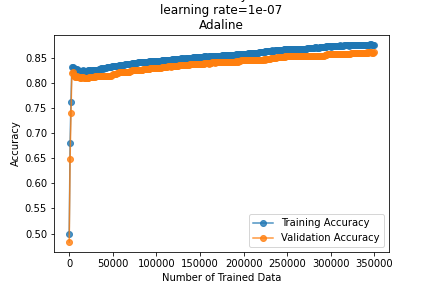 learning rate=1e-07
Adaline
0.85
0.80
0.75
0.70
0.65
0.60
0.55
0.50
Accuracy
Training Accuracy
Validation Accuracy
0
50000
100000
150000
200000
250000
300000
350000
Number of Trained Data